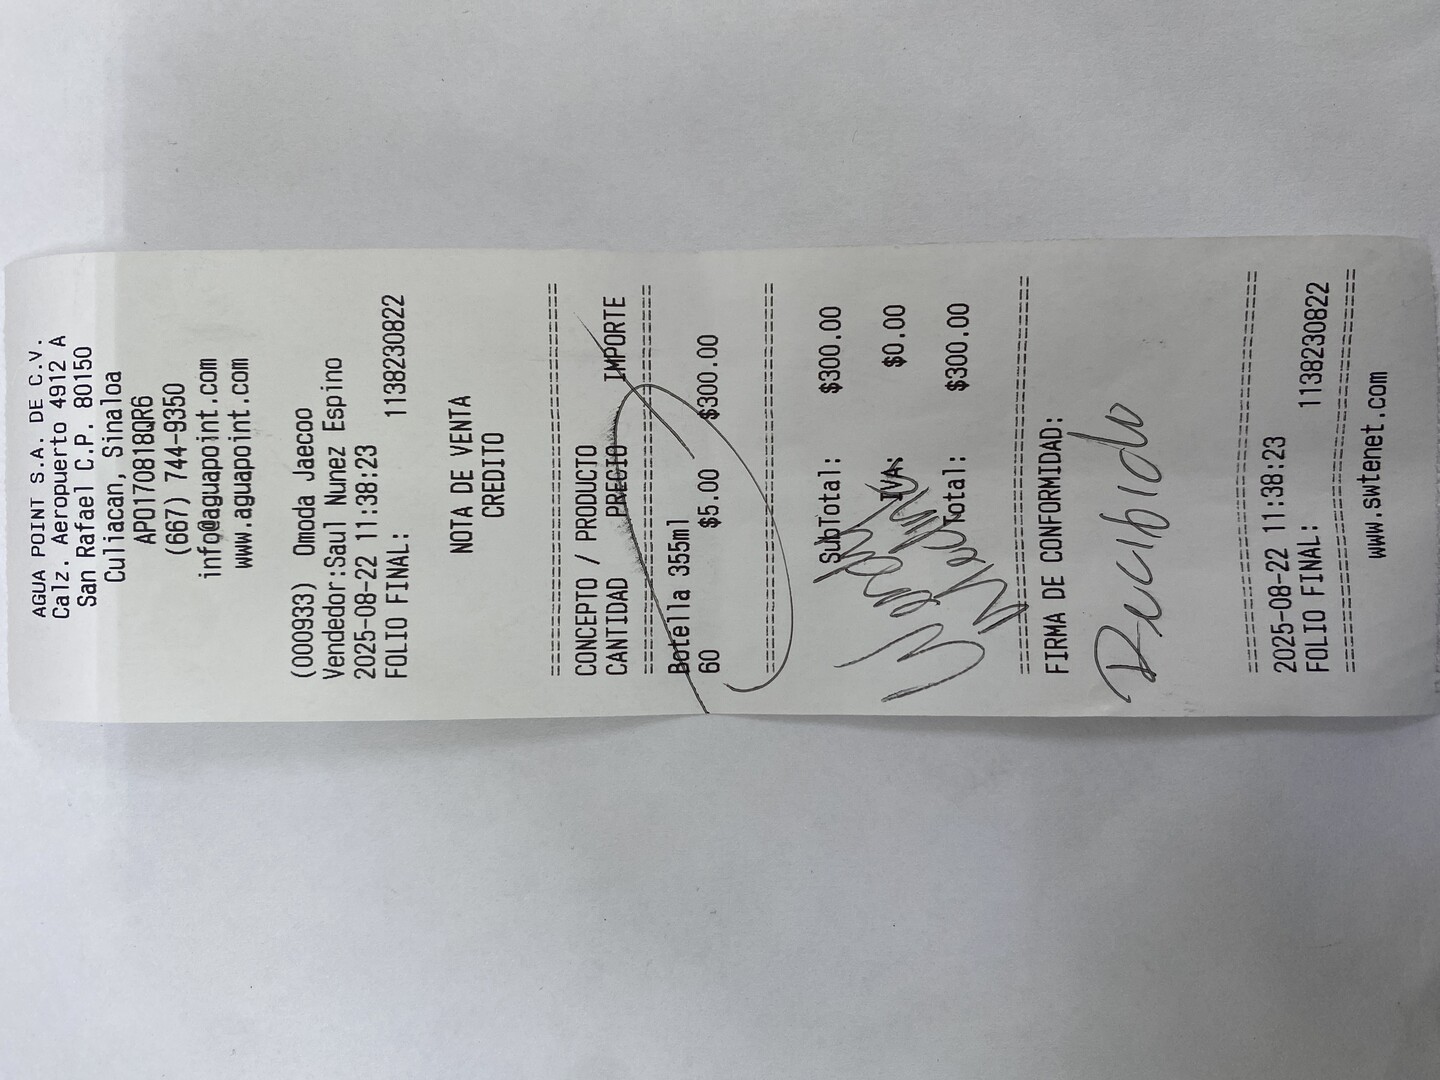 AGUA POINT S.A. DE C.V.
Calz. Aeropuerto 4912 A
San Rafael C.P. 80150
Culiacan, Sinaloa
APO170818QR6
(667) 744-9350
info@aguapoint.com
www.aguapoint.com
(000933) Omoda Jaecoo
Vendedor:Saul Nunez Espino
2025-08-22 11:38:23
FOLIO FINAL: 1138230822
NOTA DE VENTA
CREDITO
CONCEPTO / PRODUCTO
CANTIDAD PRECIO IMPORTE
Botella 355ml
60 $5.00 $300.00
SubTotal: $300.00
IVA: $0.00
Total: $300.00
Wendy
Medina
FIRMA DE CONFORMIDAD:
Recibido
2025-08-22 11:38:23
FOLIO FINAL: 1138230822
www.swtenet.com